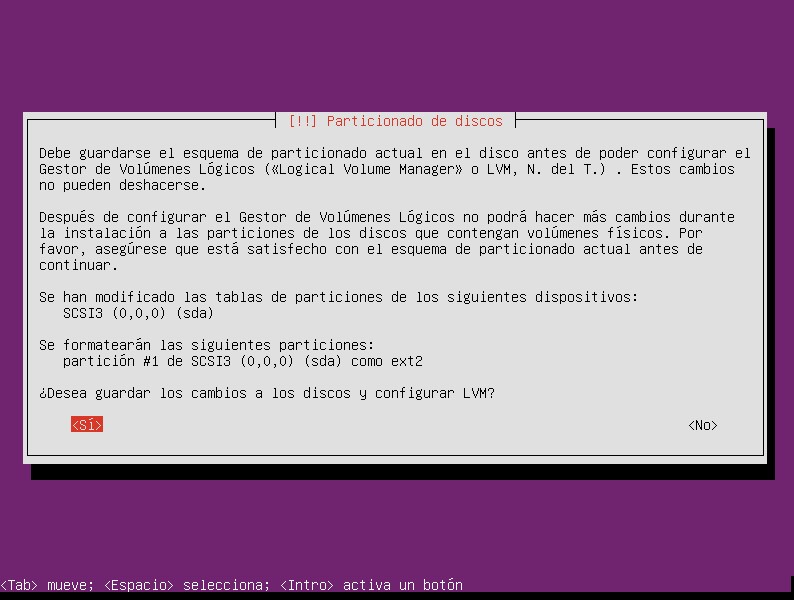 [!!] Particionado de discos
Debe guardarse el esquema de particionado actual en el disco antes de poder configurar el
Gestor de Volúmenes Lógicos («Logical Volume Manager» o LVM, N. del T.) . Estos cambios
no pueden deshacerse.
Después de configurar el Gestor de Volúmenes Lógicos no podrá hacer más cambios durante
la instalación a las particiones de los discos que contengan volúmenes físicos. Por
favor, asegúrese que está satisfecho con el esquema de particionado actual antes de
continuar.
Se han modificado las tablas de particiones de los siguientes dispositivos:
SCSI3 (0,0,0) (sda)
Se formatearán las siguientes particiones:
partición #1 de SCSI3 (0,0,0) (sda) como ext2
¿Desea guardar los cambios a los discos y configurar LVM?
<Sí> <No>
<Tab> mueve; <Espacio> selecciona; <Intro> activa un botón